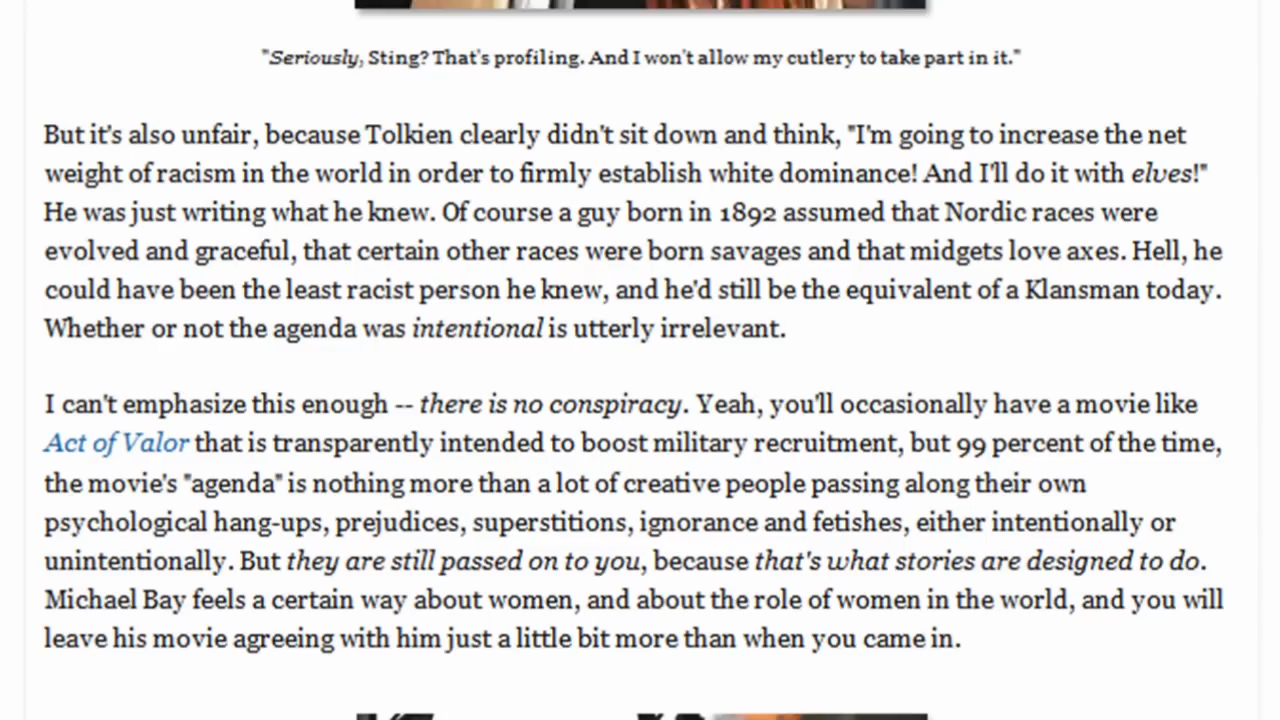 "Seriously, Sting? That's profiling. And I won't allow my cutlery to take part in it."
But it's also unfair, because Tolkien clearly didn't sit down and think, "I'm going to increase the net
weight of racism in the world in order to firmly establish white dominance! And I'll do it with elves!"
He was just writing what he knew. Of course a guy born in 1892 assumed that Nordic races were
evolved and graceful, that certain other races were born savages and that midgets love axes. Hell, he
could have been the least racist person he knew, and he'd still be the equivalent of a Klansman today.
Whether or not the agenda was intentional is utterly irrelevant.
I can't emphasize this enough -- there is no conspiracy. Yeah, you'll occasionally have a movie like
Act of Valor that is transparently intended to boost military recruitment, but 99 percent of the time,
the movie's "agenda" is nothing more than a lot of creative people passing along their own
psychological hang-ups, prejudices, superstitions, ignorance and fetishes, either intentionally or
unintentionally. But they are still passed on to you, because that's what stories are designed to do.
Michael Bay feels a certain way about women, and about the role of women in the world, and you will
leave his movie agreeing with him just a little bit more than when you came in.